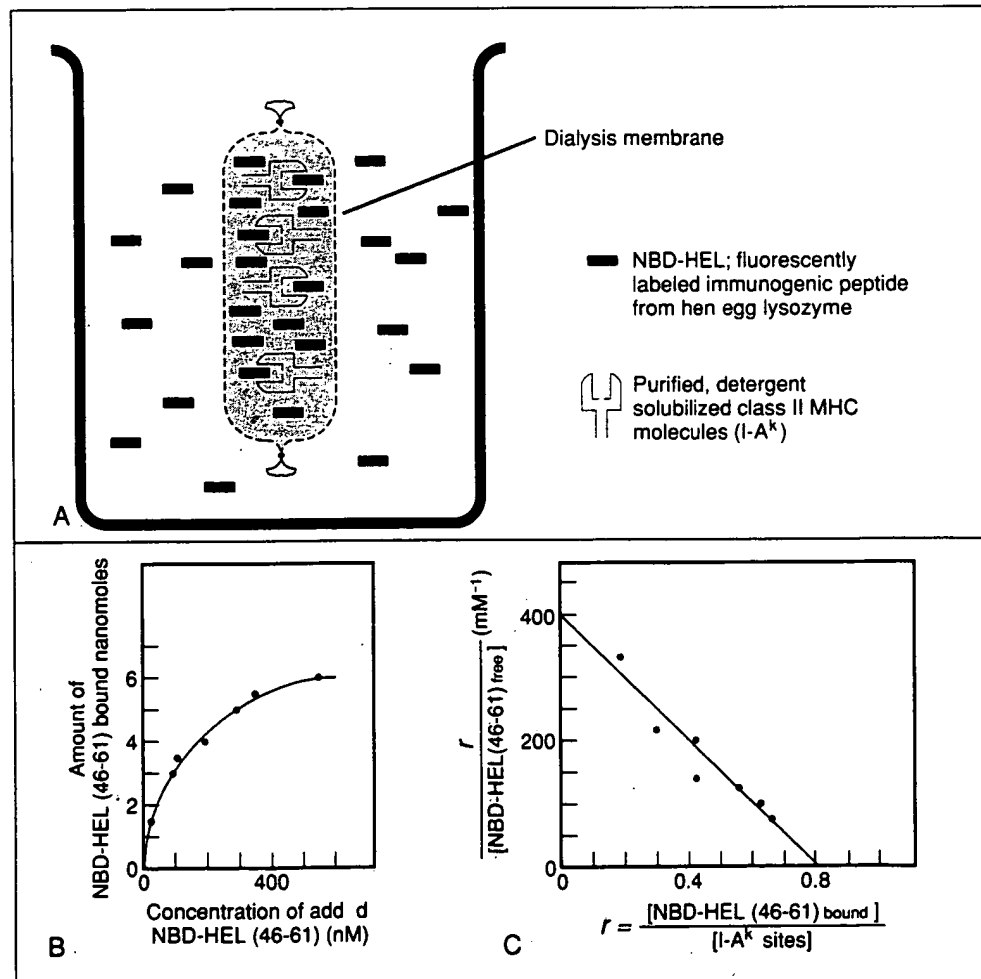 Dialysis membrane
NBD-HEL; fluorescently
labeled immunogenic peptide
from hen egg lysozyme
Purified, detergent
solubilized class II MHC
molecules (I-Aᵏ)
A
Amount of
NBD-HEL (46-61) bound nanomoles
6
4
2
0
0
400
Concentration of add d
NBD-HEL (46-61) (nM)
B
r
[NBD-HEL(46-61) free]
(mM⁻¹)
400
200
0
0
0.4
0.8
r = [NBD-HEL (46-61) bound]
[I-Aᵏ sites]
C